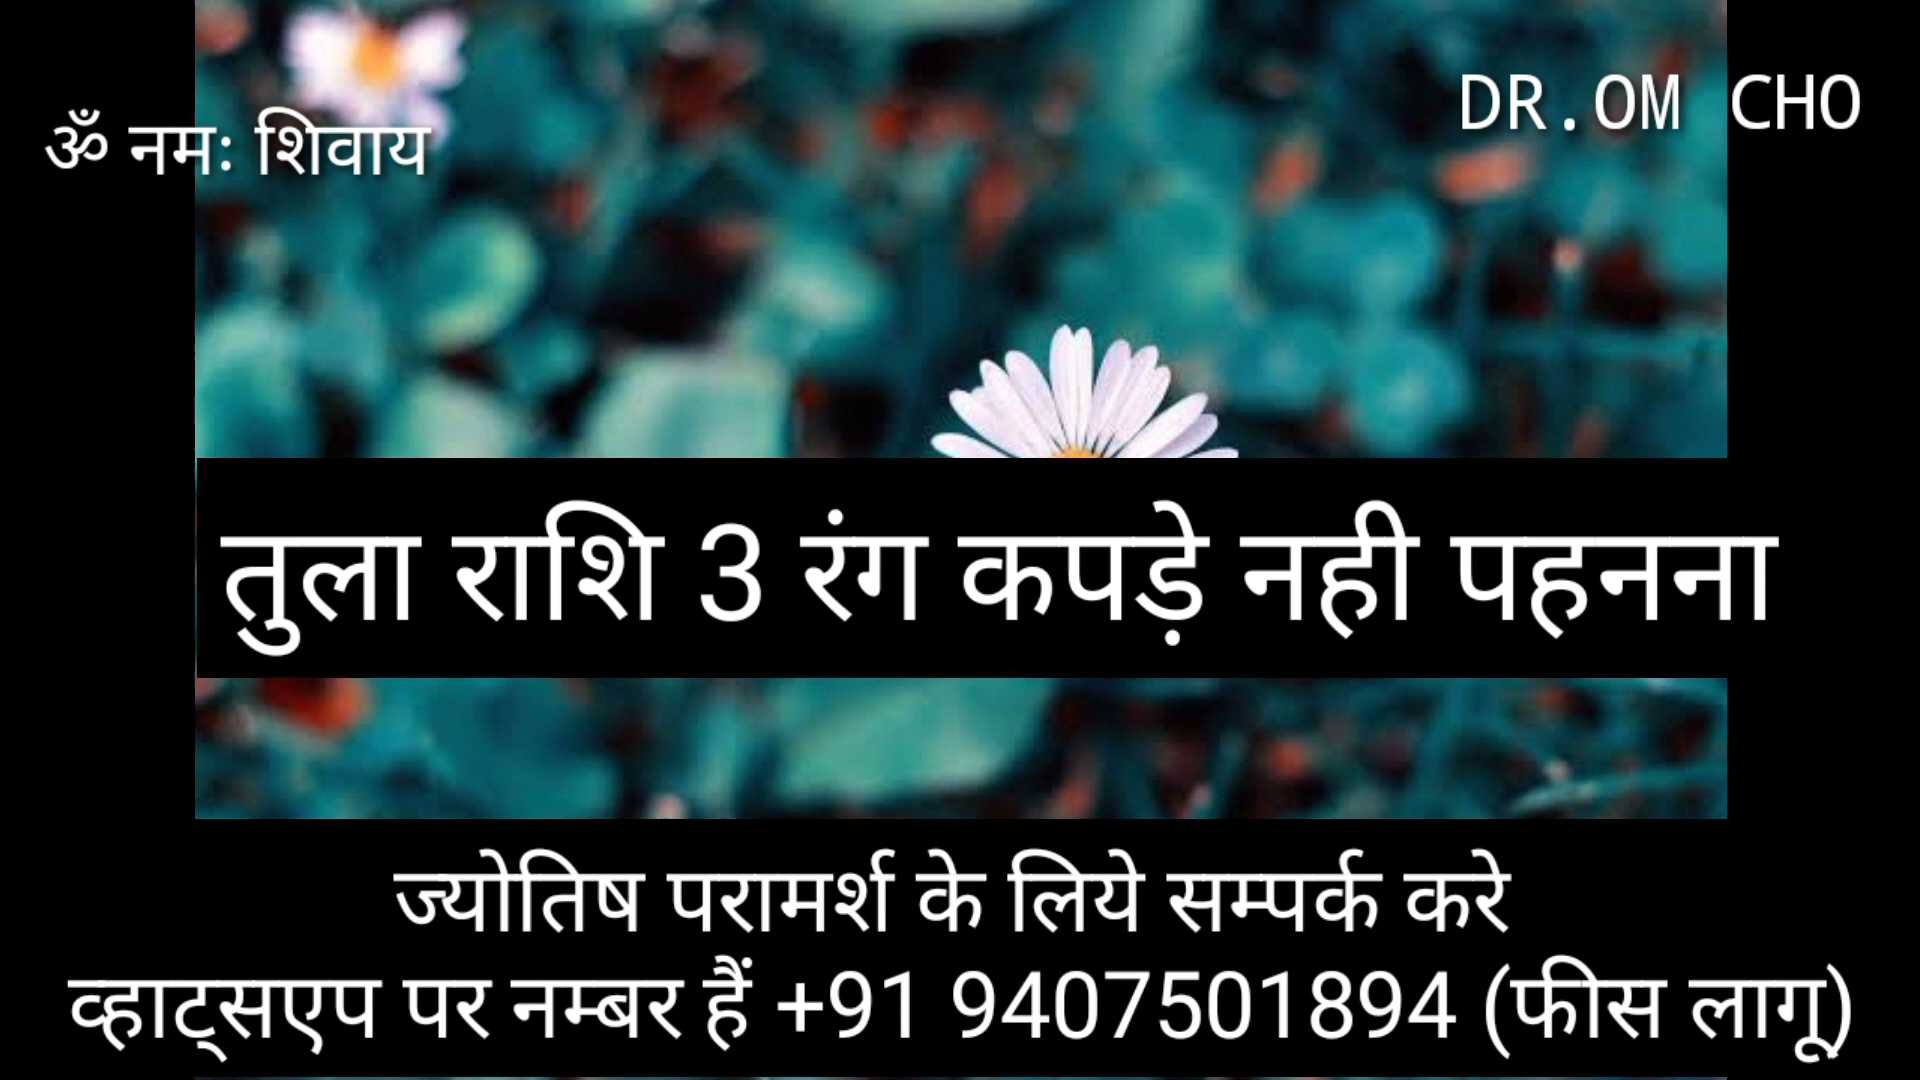 DR.OM CHO
ॐ नमः शिवाय
तुला राशि 3 रंग कपड़े नही पहनना
ज्योतिष परामर्श के लिये सम्पर्क करे
व्हाट्सएप पर नम्बर हैं +91 9407501894 (फीस लागू)